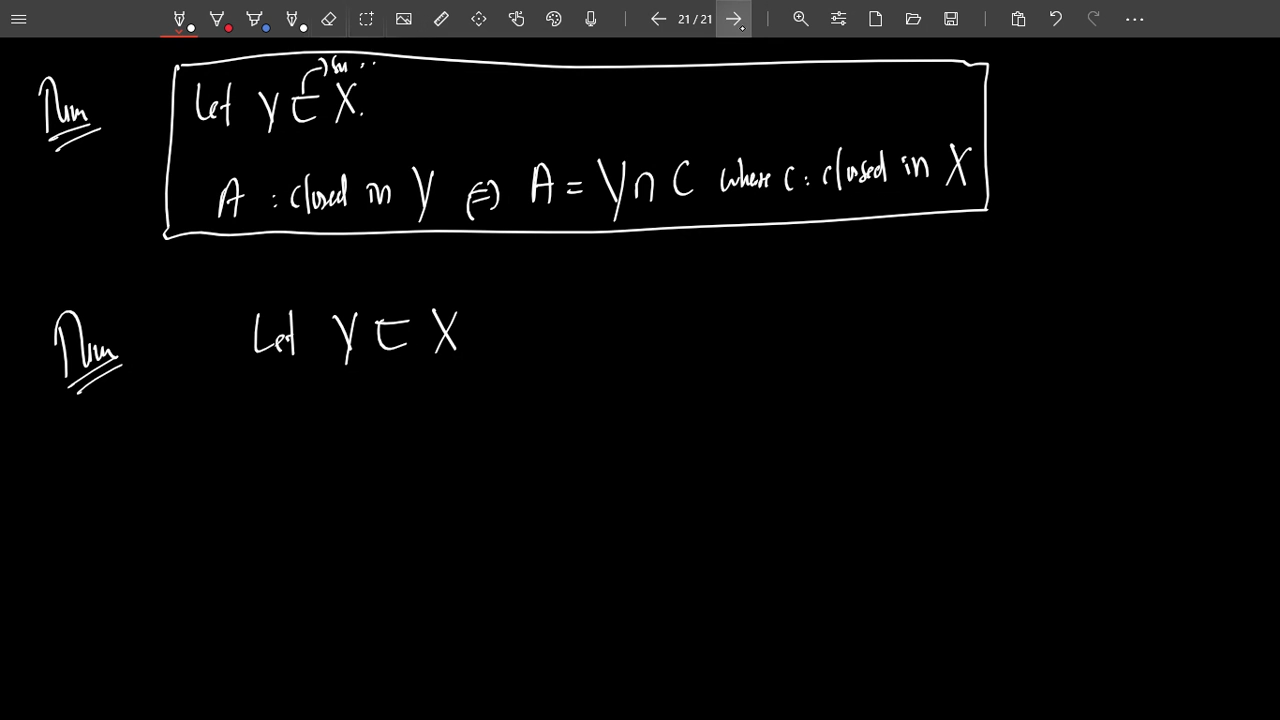 21/21
Thm
Let Y ⊂ X.
A : closed in Y ⇔ A = Y ∩ C where C : closed in X
Thm
Let Y ⊂ X